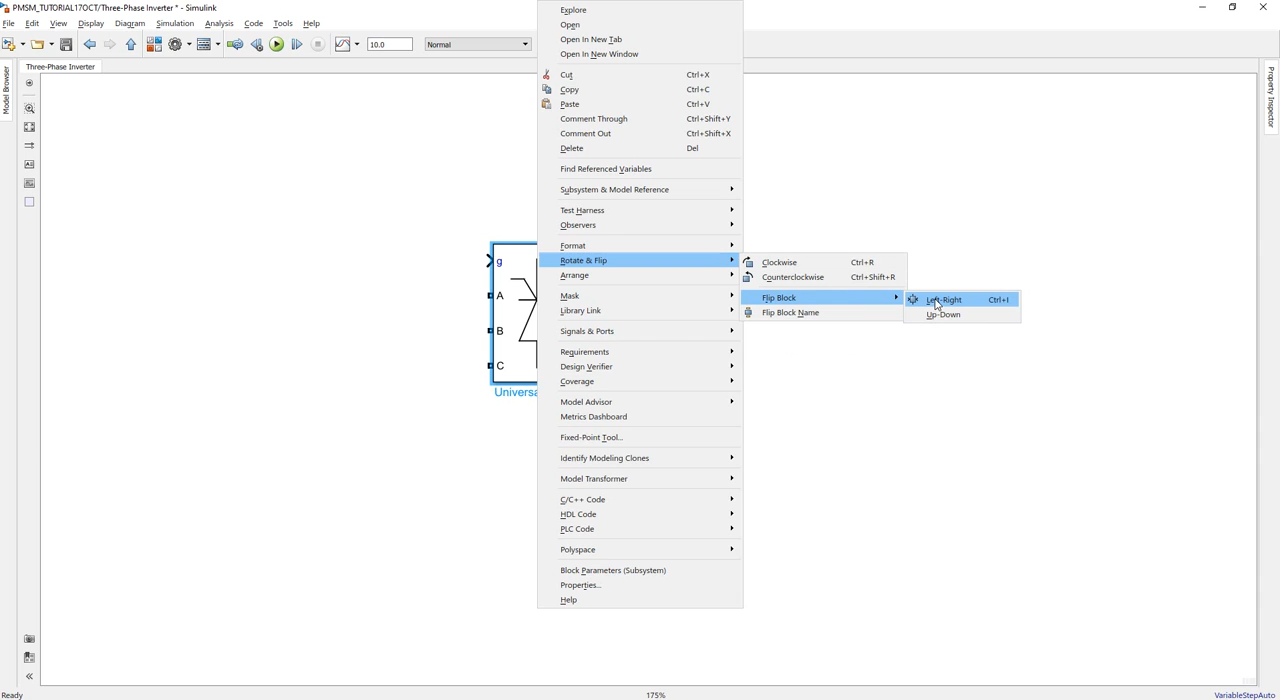 PMSM_TUTORIAL17OCT/Three-Phase Inverter * - Simulink
File Edit View Display Diagram Simulation Analysis Code Tools Help
10.0 Normal
Three-Phase Inverter
Model Browser
Property Inspector
Explore
Open
Open In New Tab
Open In New Window
Cut Ctrl+X
Copy Ctrl+C
Paste Ctrl+V
Comment Through Ctrl+Shift+Y
Comment Out Ctrl+Shift+X
Delete Del
Find Referenced Variables
Subsystem & Model Reference
Test Harness
Observers
Format
Rotate & Flip
Arrange
Mask
Library Link
Signals & Ports
Requirements
Design Verifier
Coverage
Model Advisor
Metrics Dashboard
Fixed-Point Tool...
Identify Modeling Clones
Model Transformer
C/C++ Code
HDL Code
PLC Code
Polyspace
Block Parameters (Subsystem)
Properties...
Help
Clockwise Ctrl+R
Counterclockwise Ctrl+Shift+R
Flip Block
Flip Block Name
Left-Right Ctrl+I
Up-Down
g
A
B
C
Universa
Ready 175% VariableStepAuto